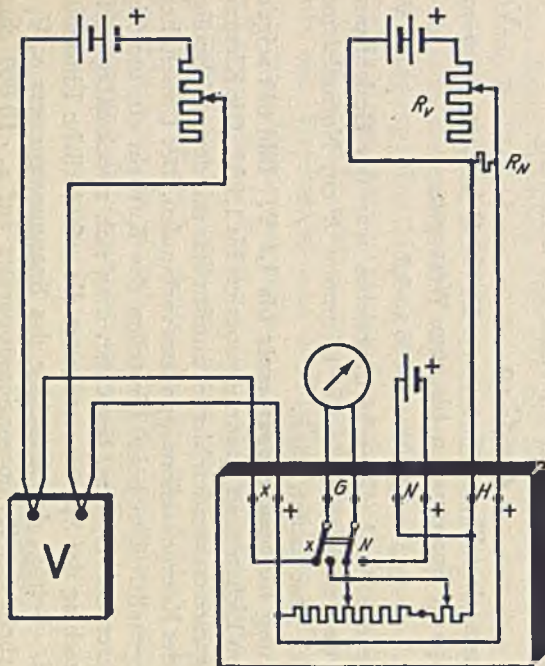 + +
R_V
R_N
+
x G N H
+ + +
x N
V